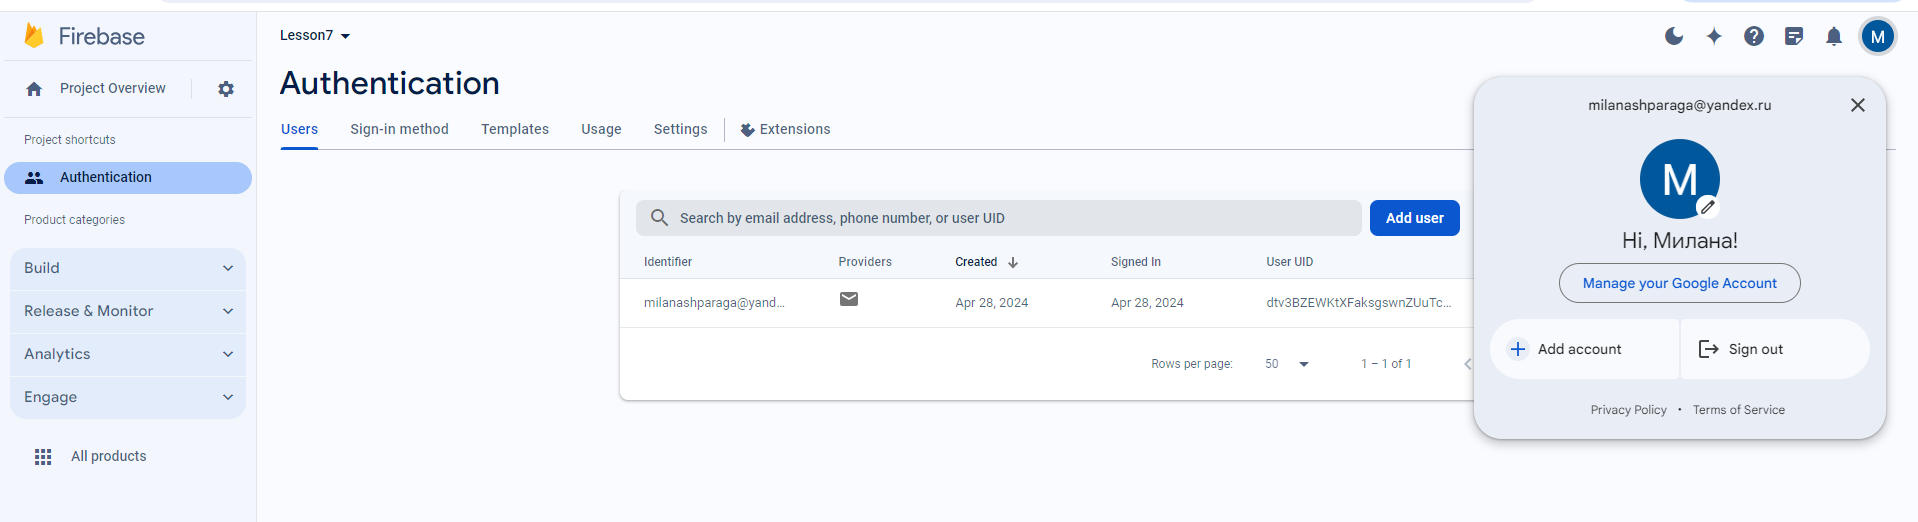 Firebase
Project Overview
Project shortcuts
Authentication
Product categories
Build
Release & Monitor
Analytics
Engage
All products
Lesson7
Authentication
Users Sign-in method Templates Usage Settings Extensions
Search by email address, phone number, or user UID Add user
Identifier Providers Created Signed In User UID
milanashparaga@yand... Apr 28, 2024 Apr 28, 2024 dtv3BZEWKtXFaksgswnZUuTc...
Rows per page: 50 1 – 1 of 1
M
milanashparaga@yandex.ru
M
Hi, Милана!
Manage your Google Account
Add account Sign out
Privacy Policy • Terms of Service